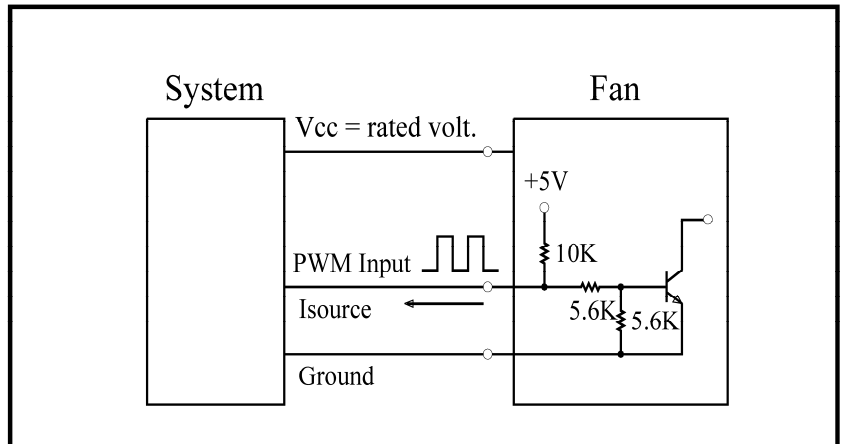 System
Fan
Vcc = rated volt.
+5V
10K
PWM Input
Isource
5.6K
5.6K
Ground